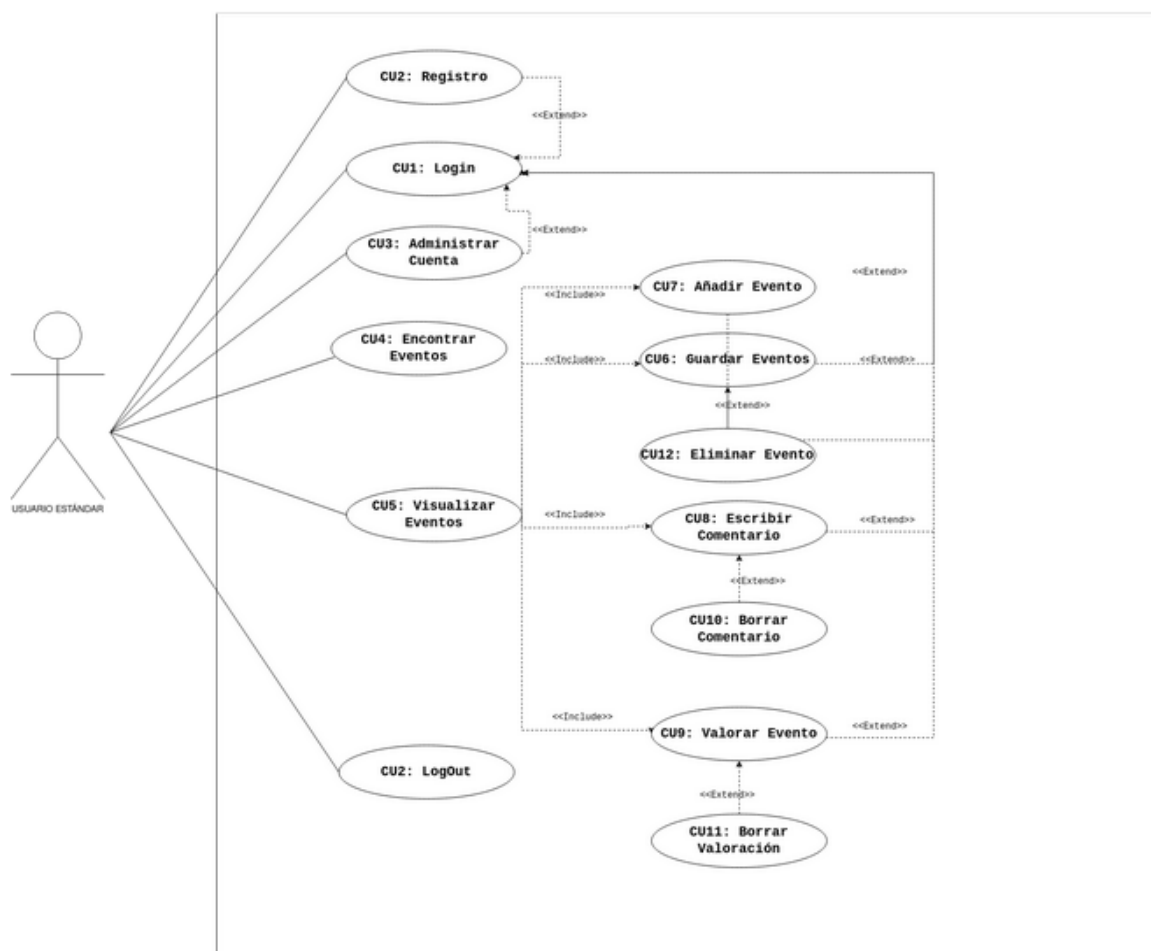 CU2: Registro
<<Extend>>
CU1: Login
<<Extend>>
CU3: Administrar
Cuenta
<<Extend>>
CU7: Añadir Evento
<<Include>>
CU4: Encontrar
Eventos
<<Include>>
CU6: Guardar Eventos
<<Extend>>
<<Extend>>
CU12: Eliminar Evento
CU5: Visualizar
Eventos
USUARIO ESTÁNDAR
<<Include>>
CU8: Escribir
Comentario
<<Extend>>
<<Extend>>
CU10: Borrar
Comentario
<<Include>>
CU9: Valorar Evento
<<Extend>>
CU2: LogOut
<<Extend>>
CU11: Borrar
Valoración